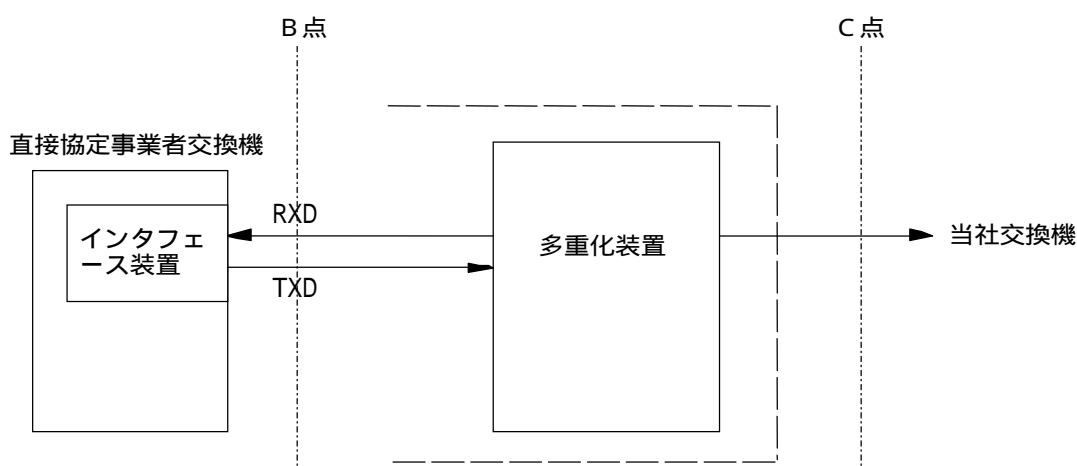 B点
C点
直接協定事業者交換機
RXD
インタフェ
ース装置
多重化装置
当社交換機
TXD